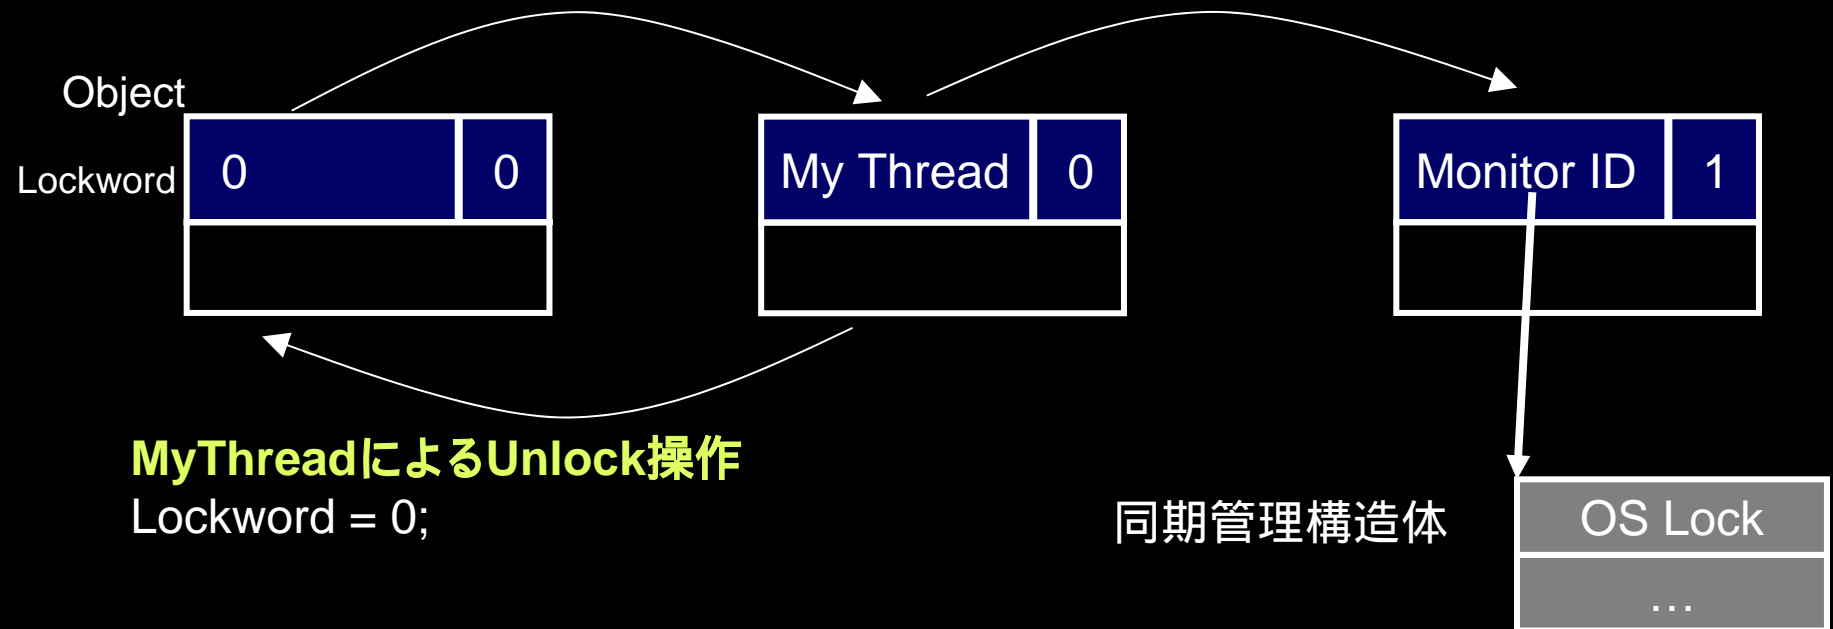 Object
Lockword
0 0
My Thread 0
Monitor ID 1
MyThreadによるUnlock操作
Lockword = 0;
同期管理構造体
OS Lock
…